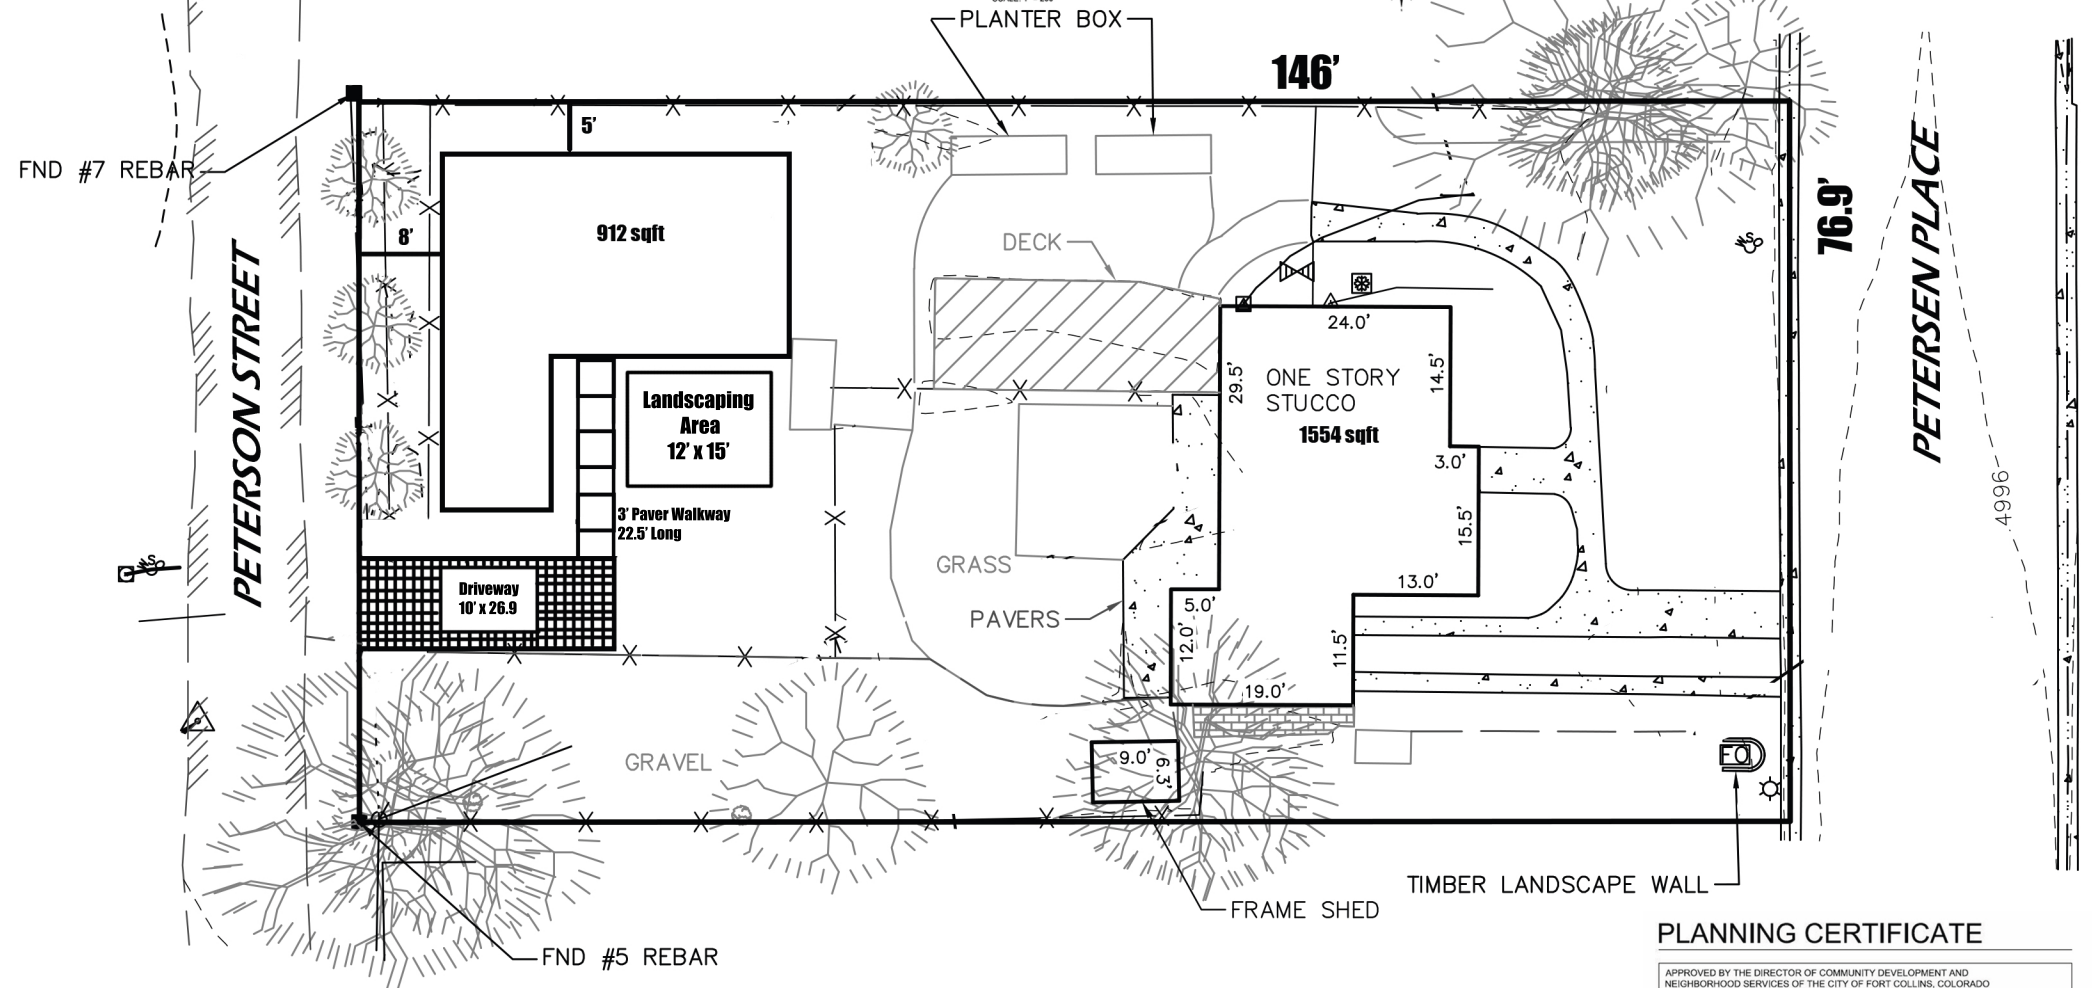 PLANTER BOX
146'
5'
FND #7 REBAR
912 sqft
8'
DECK
76.9'
PETERSEN PLACE
PETERSON STREET
24.0'
29.5'
14.5'
ONE STORY
STUCCO
1554 sqft
Landscaping
Area
12' x 15'
3.0'
4996
15.5'
3' Paver Walkway
22.5' Long
GRASS
Driveway
10' x 26.9
PAVERS
13.0'
5.0'
12.0'
11.5'
19.0'
GRAVEL
9.0'
6.3'
TIMBER LANDSCAPE WALL
FRAME SHED
FND #5 REBAR
PLANNING CERTIFICATE
APPROVED BY THE DIRECTOR OF COMMUNITY DEVELOPMENT AND
NEIGHBORHOOD SERVICES OF THE CITY OF FORT COLLINS, COLORADO